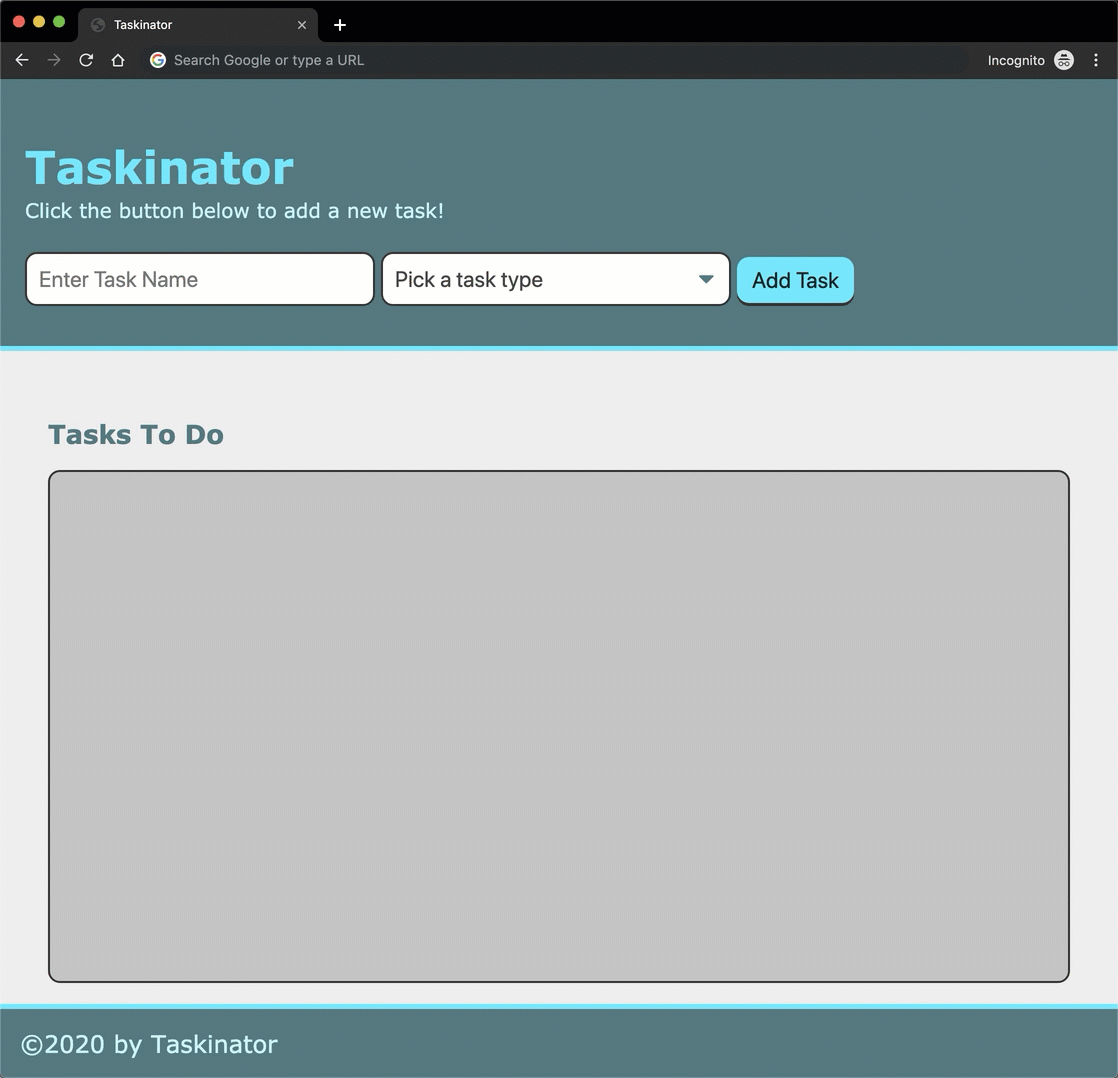 Taskinator
Search Google or type a URL
Incognito
Taskinator
Click the button below to add a new task!
Enter Task Name
Pick a task type
Add Task
Tasks To Do
©2020 by Taskinator